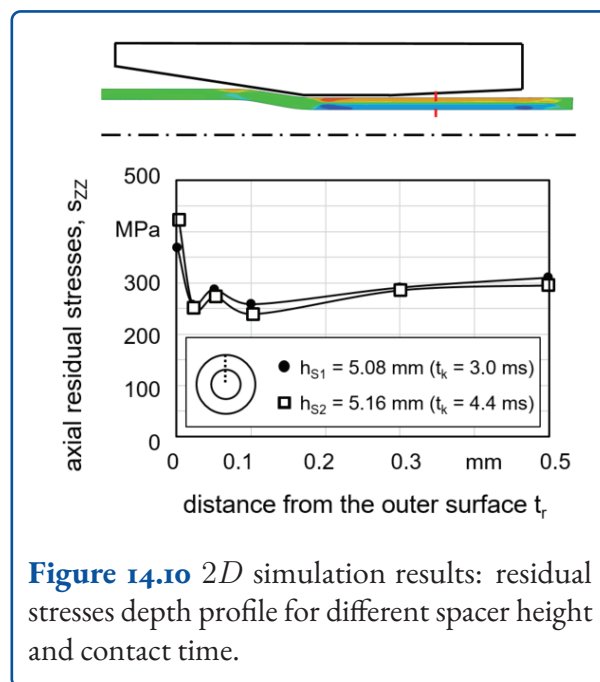 500
MPa
300
200
100
0
axial residual stresses, s_ZZ
h_S1 = 5.08 mm (t_k = 3.0 ms)
h_S2 = 5.16 mm (t_k = 4.4 ms)
0 0.1 0.2 0.3 mm 0.5
distance from the outer surface t_r
Figure 14.10 2D simulation results: residual
stresses depth profile for different spacer height
and contact time.